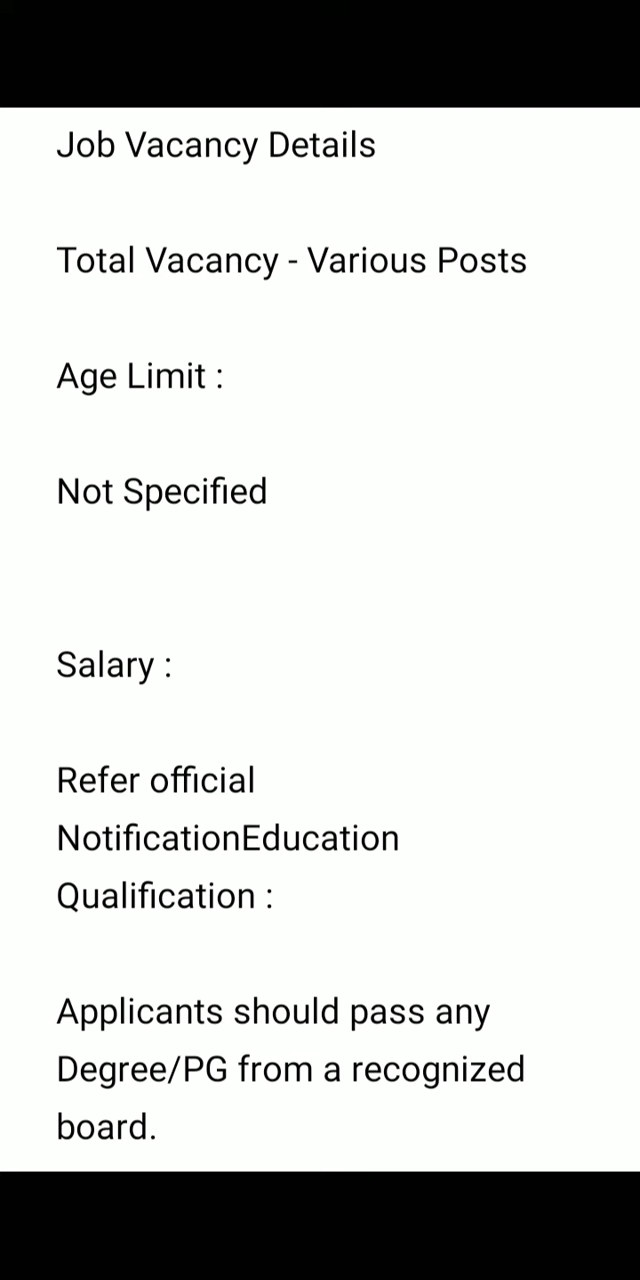 Job Vacancy Details
Total Vacancy - Various Posts
Age Limit :
Not Specified
Salary :
Refer official
NotificationEducation
Qualification :
Applicants should pass any
Degree/PG from a recognized
board.